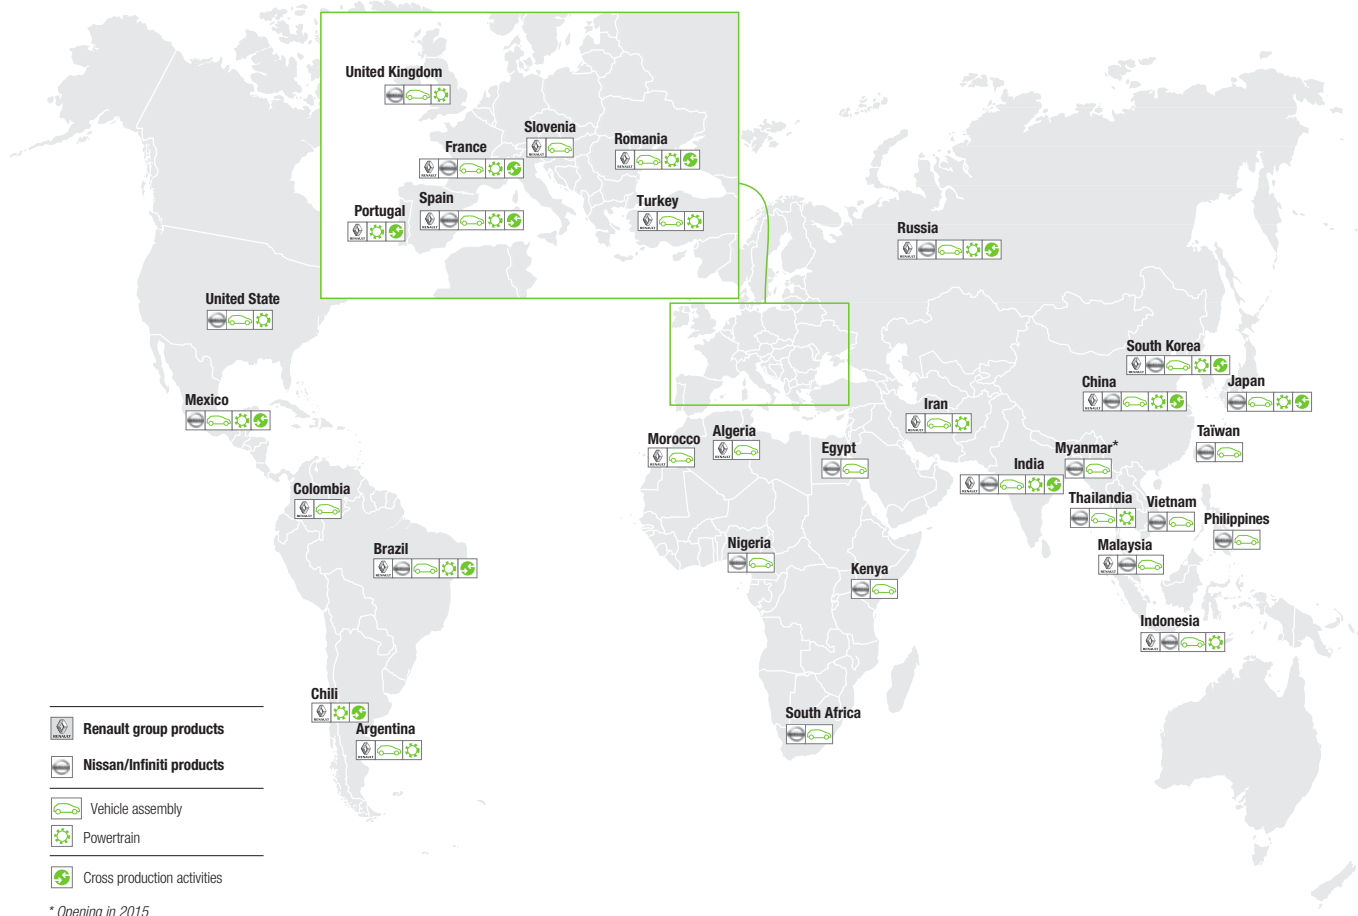 United Kingdom
Slovenia
Romania
France
Spain
Portugal
Turkey
Russia
United State
South Korea
China
Japan
Mexico
Iran
Morocco
Algeria
Egypt
Myanmar*
Taïwan
India
Colombia
Thailandia
Vietnam
Philippines
Brazil
Nigeria
Malaysia
Kenya
Indonesia
Chili
South Africa
Argentina
RENAULT
Renault group products
Nissan/Infiniti products
Vehicle assembly
Powertrain
Cross production activities
* Opening in 2015